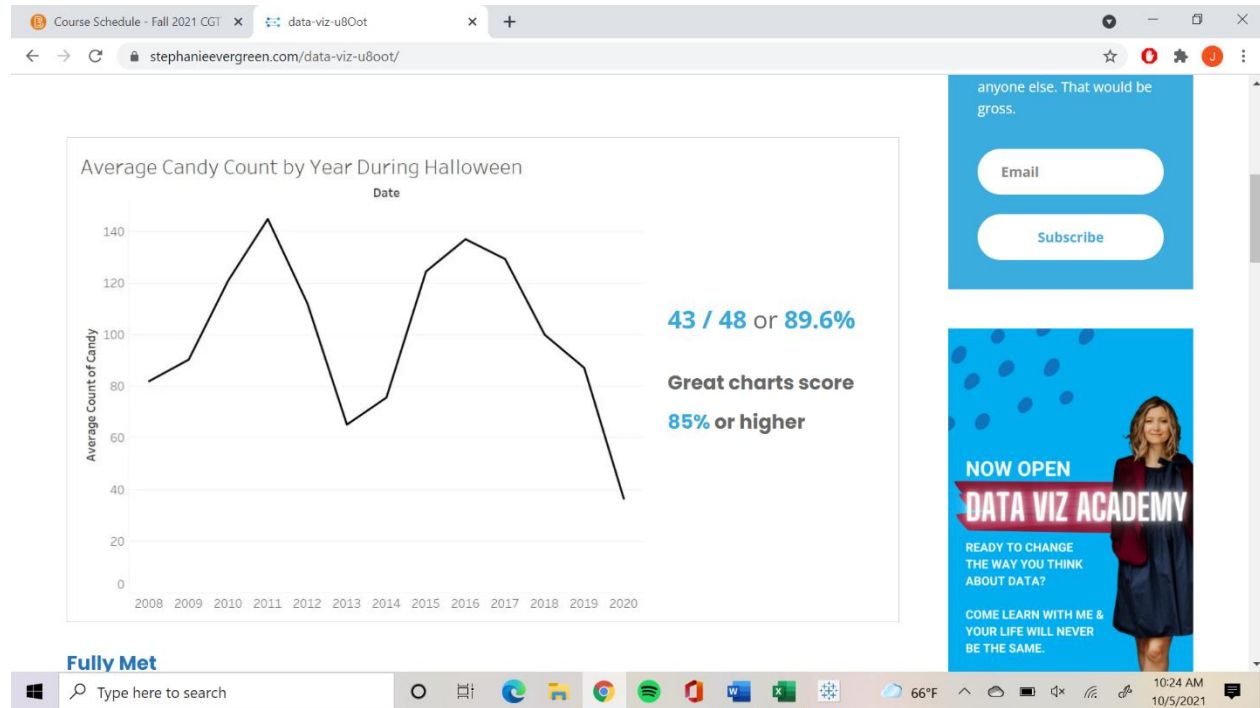 Course Schedule - Fall 2021 CGT
data-viz-u8Oot
stephanieevergreen.com/data-viz-u8oot/
J
anyone else. That would be
gross.
Email
Subscribe
Average Candy Count by Year During Halloween
Date
Average Count of Candy
140
120
100
80
60
40
20
0
2008 2009 2010 2011 2012 2013 2014 2015 2016 2017 2018 2019 2020
43 / 48 or 89.6%
Great charts score
85% or higher
NOW OPEN
DATA VIZ ACADEMY
READY TO CHANGE
THE WAY YOU THINK
ABOUT DATA?
COME LEARN WITH ME &
YOUR LIFE WILL NEVER
BE THE SAME.
Fully Met
Type here to search
66°F
10:24 AM
10/5/2021